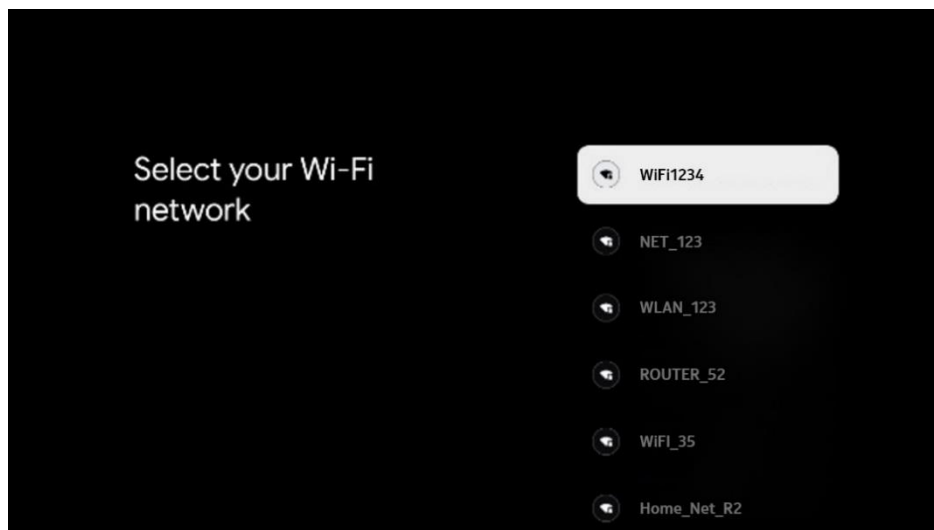 Select your Wi-Fi
network
WiFi1234
NET_123
WLAN_123
ROUTER_52
WiFI_35
Home_Net_R2